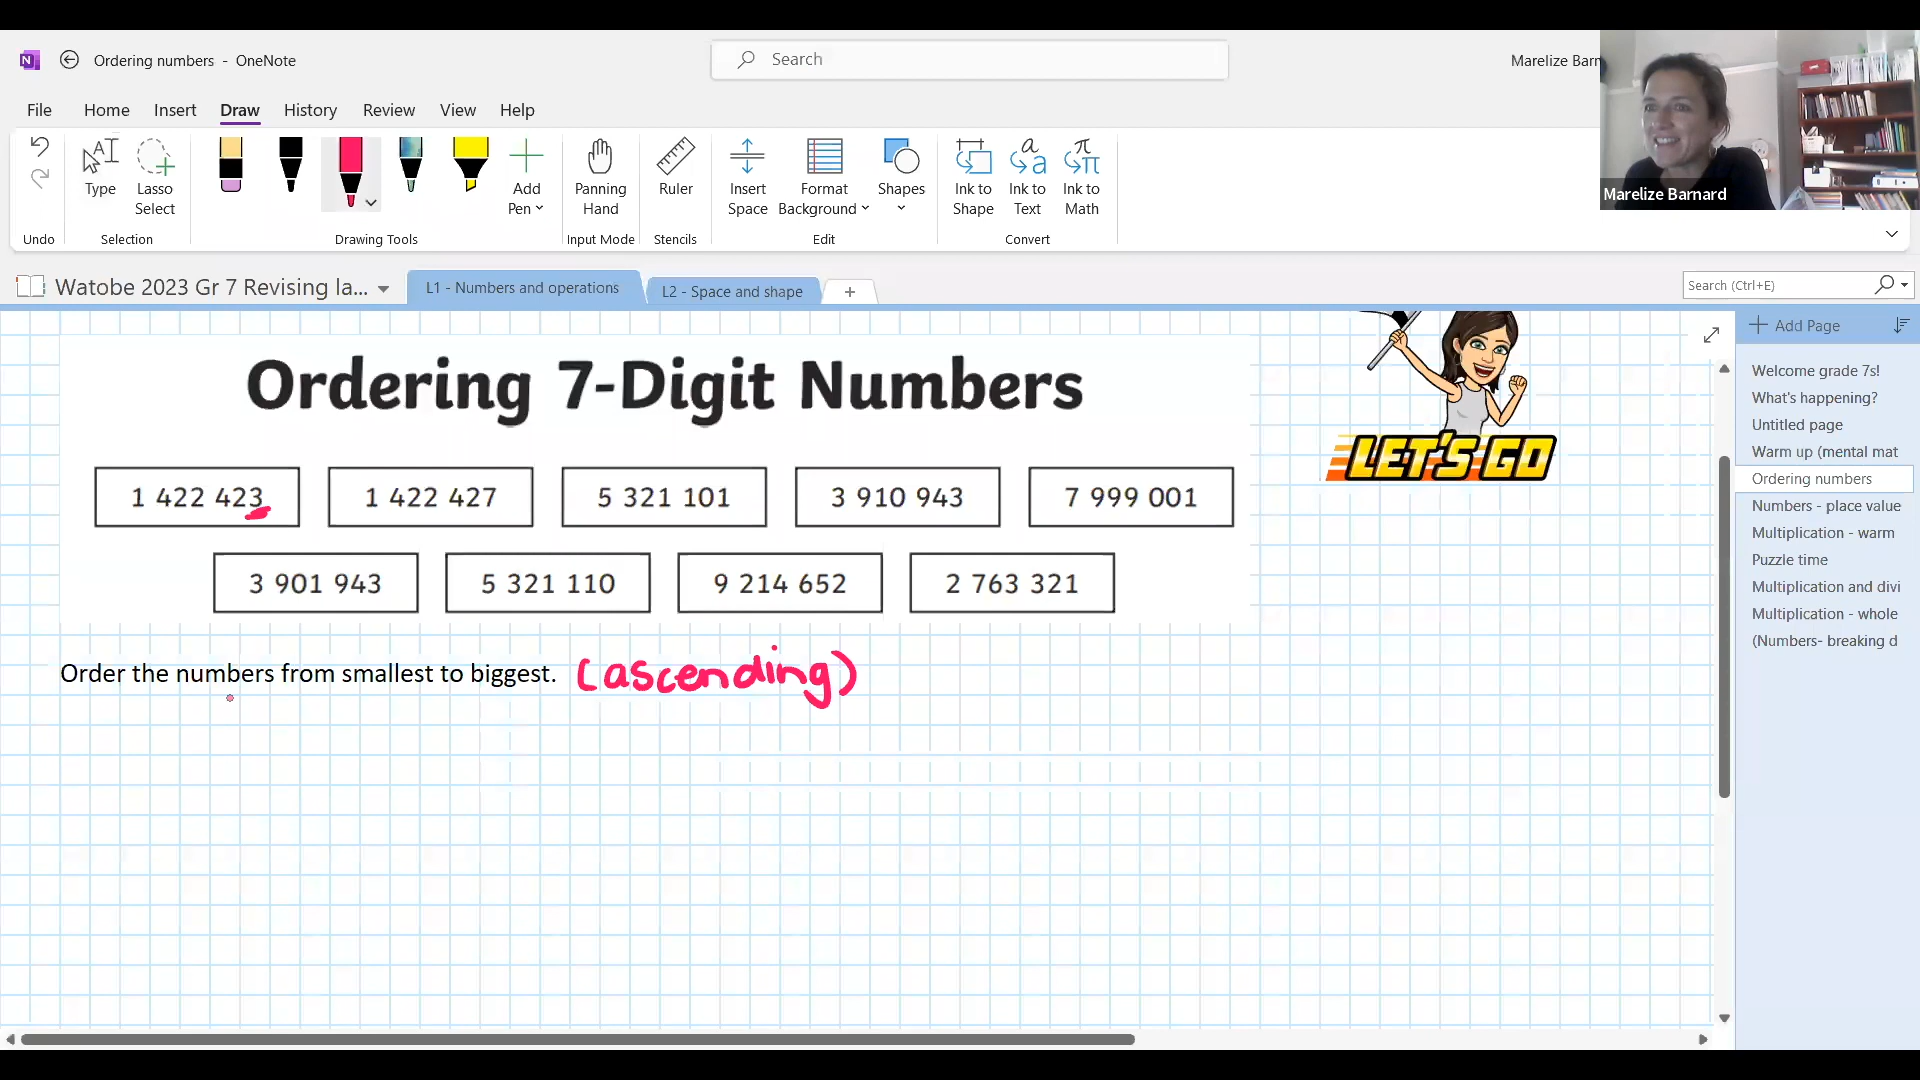 Ordering numbers - OneNote
Search
Marelize Barn
File Home Insert Draw History Review View Help
Undo
Type
Lasso Select
Selection
Drawing Tools
Add Pen
Panning Hand
Input Mode
Ruler
Stencils
Insert Space
Format Background
Shapes
Edit
Ink to Shape
Ink to Text
Ink to Math
Convert
Marelize Barnard
Watobe 2023 Gr 7 Revising la...
L1 - Numbers and operations
L2 - Space and shape
Search (Ctrl+E)
Ordering 7-Digit Numbers
1 422 423
1 422 427
5 321 101
3 910 943
7 999 001
3 901 943
5 321 110
9 214 652
2 763 321
Order the numbers from smallest to biggest. (ascending)
LET'S GO
Add Page
Welcome grade 7s!
What's happening?
Untitled page
Warm up (mental mat
Ordering numbers
Numbers - place value
Multiplication - warm
Puzzle time
Multiplication and divi
Multiplication - whole
(Numbers- breaking d